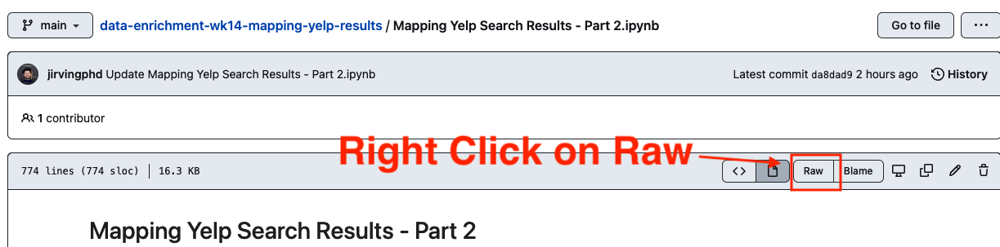 main data-enrichment-wk14-mapping-yelp-results / Mapping Yelp Search Results - Part 2.ipynb Go to file ...
jirvingphd Update Mapping Yelp Search Results - Part 2.ipynb Latest commit da8dad9 2 hours ago History
1 contributor
Right Click on Raw
774 lines (774 sloc) 16.3 KB <> Raw Blame
Mapping Yelp Search Results - Part 2